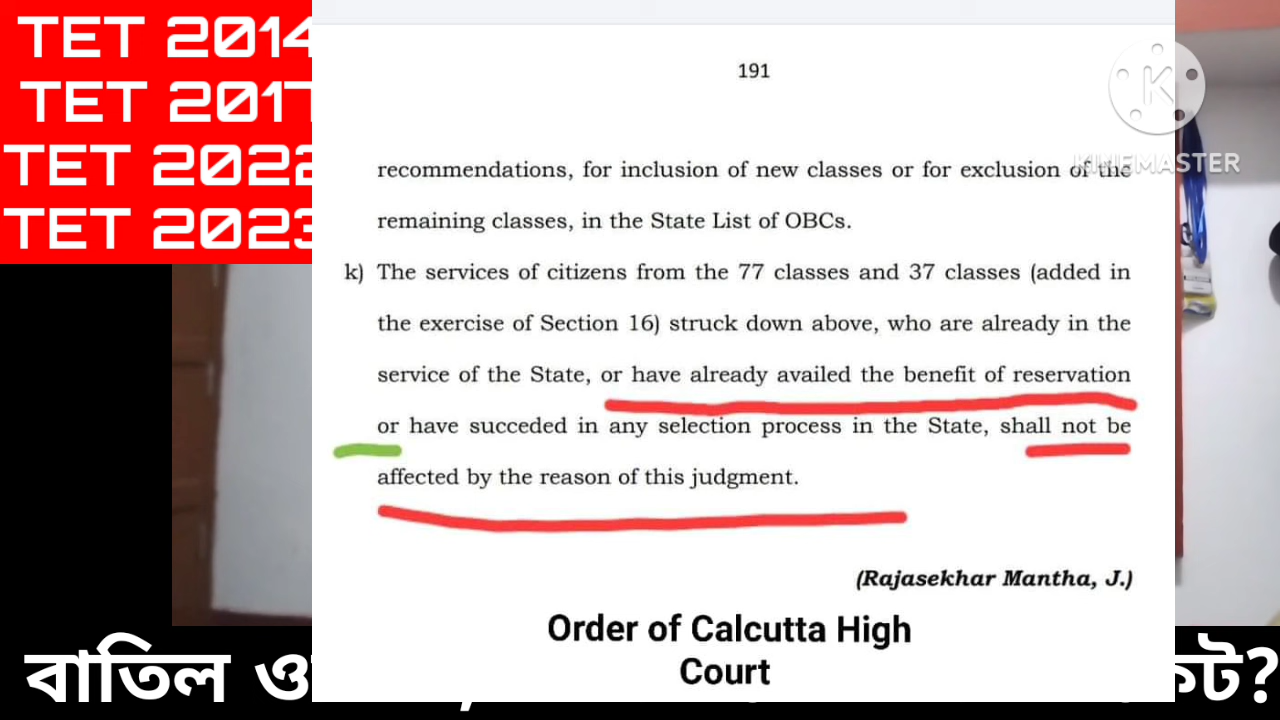 TET 2014
TET 2017
TET 2022
TET 2023
191
KINEMASTER
recommendations, for inclusion of new classes or for exclusion of the
remaining classes, in the State List of OBCs.
k) The services of citizens from the 77 classes and 37 classes (added in
the exercise of Section 16) struck down above, who are already in the
service of the State, or have already availed the benefit of reservation
or have succeded in any selection process in the State, shall not be
affected by the reason of this judgment.
(Rajasekhar Mantha, J.)
Order of Calcutta High
Court
বাতিল